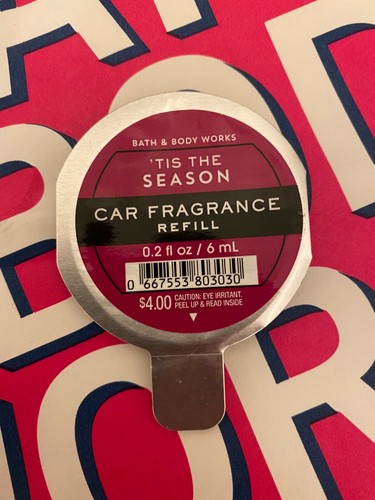 BATH & BODY WORKS
'TIS THE
SEASON
CAR FRAGRANCE
REFILL
0.2 fl oz / 6 mL
0 667553 803030
$4.00 CAUTION: EYE IRRITANT.
PEEL UP & READ INSIDE